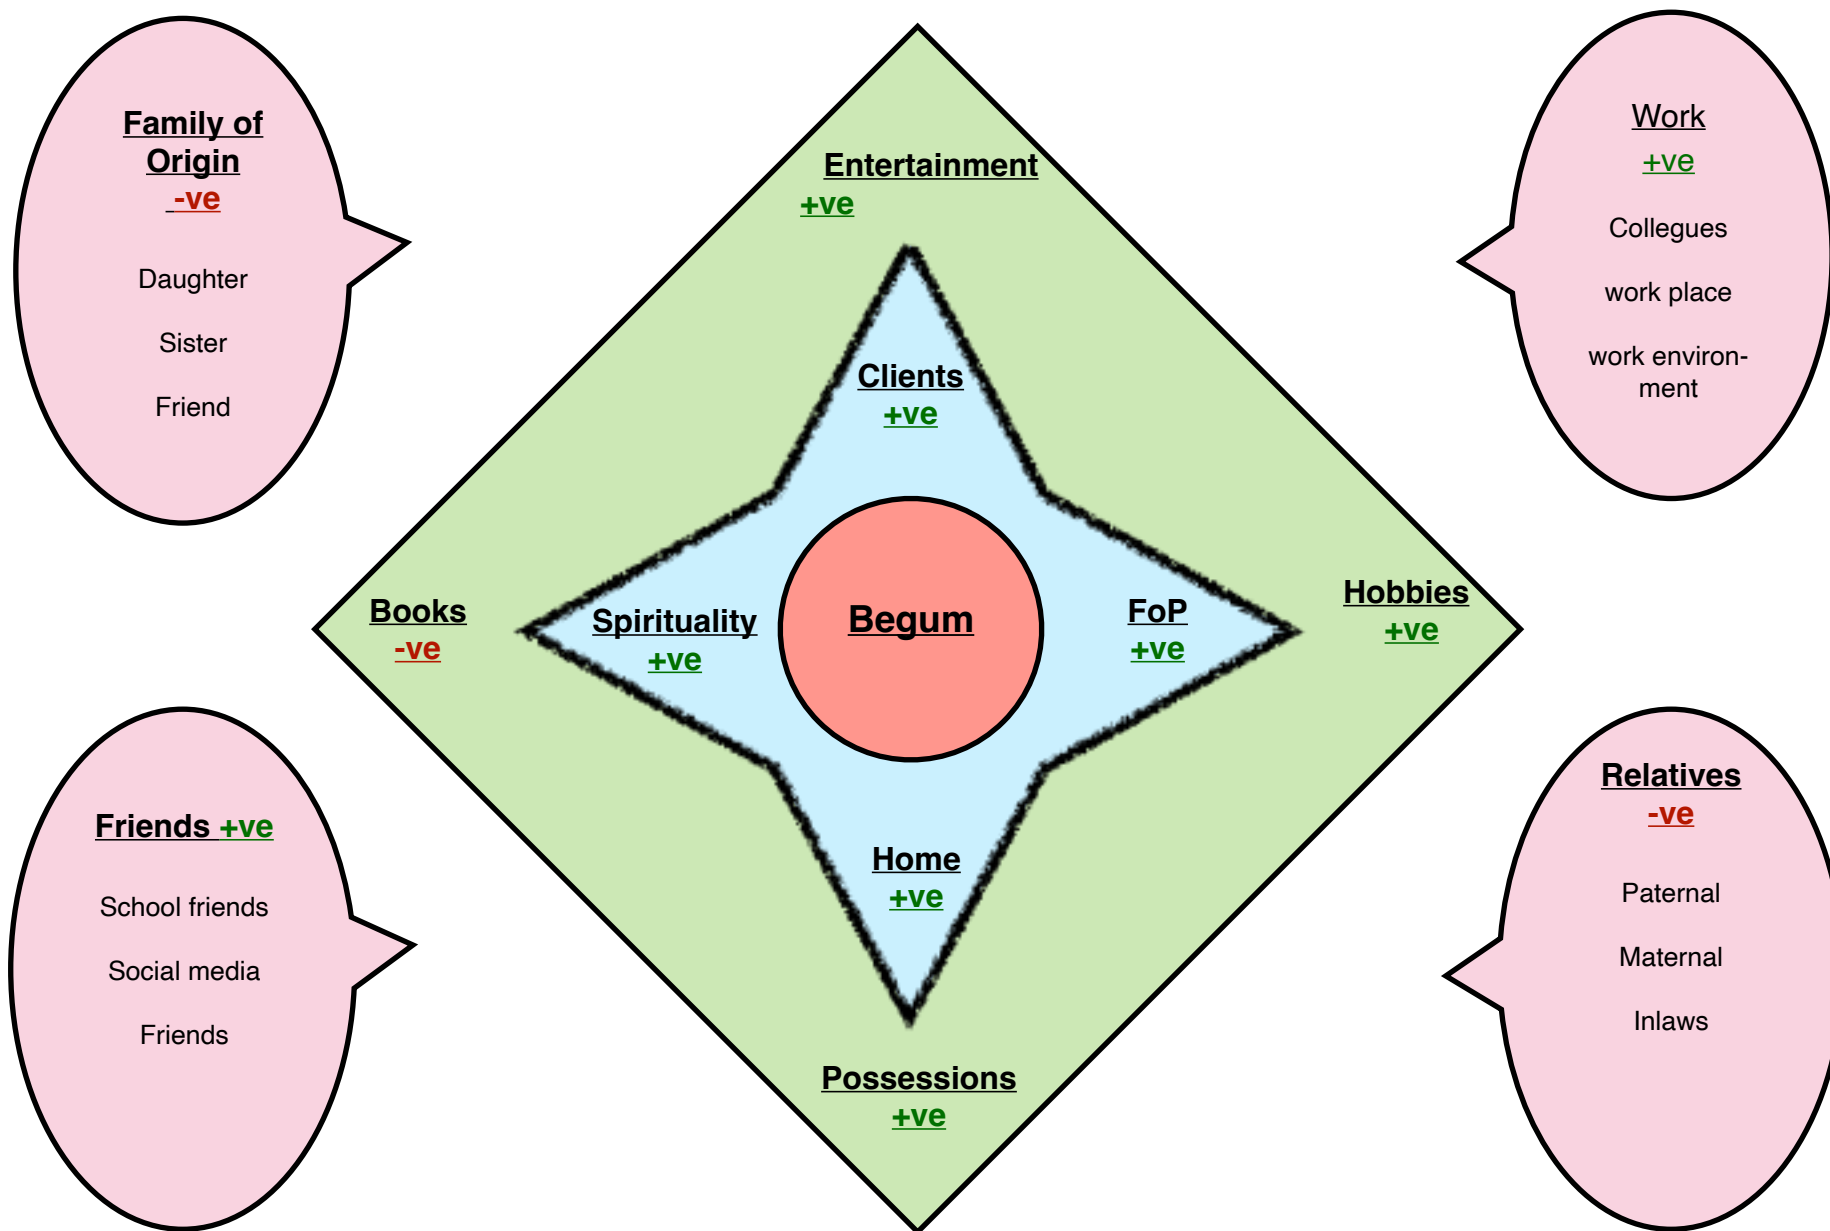 Family of
Origin
-ve
Daughter
Sister
Friend
Entertainment
+ve
Work
+ve
Collegues
work place
work environ-
ment
Clients
+ve
Books
-ve
Spirituality
+ve
Begum
FoP
+ve
Hobbies
+ve
Friends +ve
School friends
Social media
Friends
Home
+ve
Possessions
+ve
Relatives
-ve
Paternal
Maternal
Inlaws